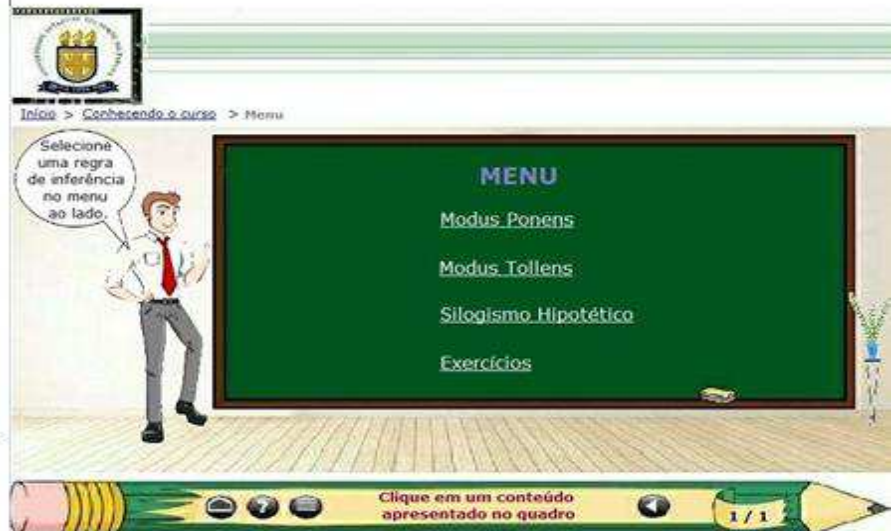 Início > Conhecendo o curso > Menu
Selecione
uma regra
de inferência
no menu
ao lado.
MENU
Modus Ponens
Modus Tollens
Silogismo Hipotético
Exercícios
?
Clique em um conteúdo
apresentado no quadro
1 / 1